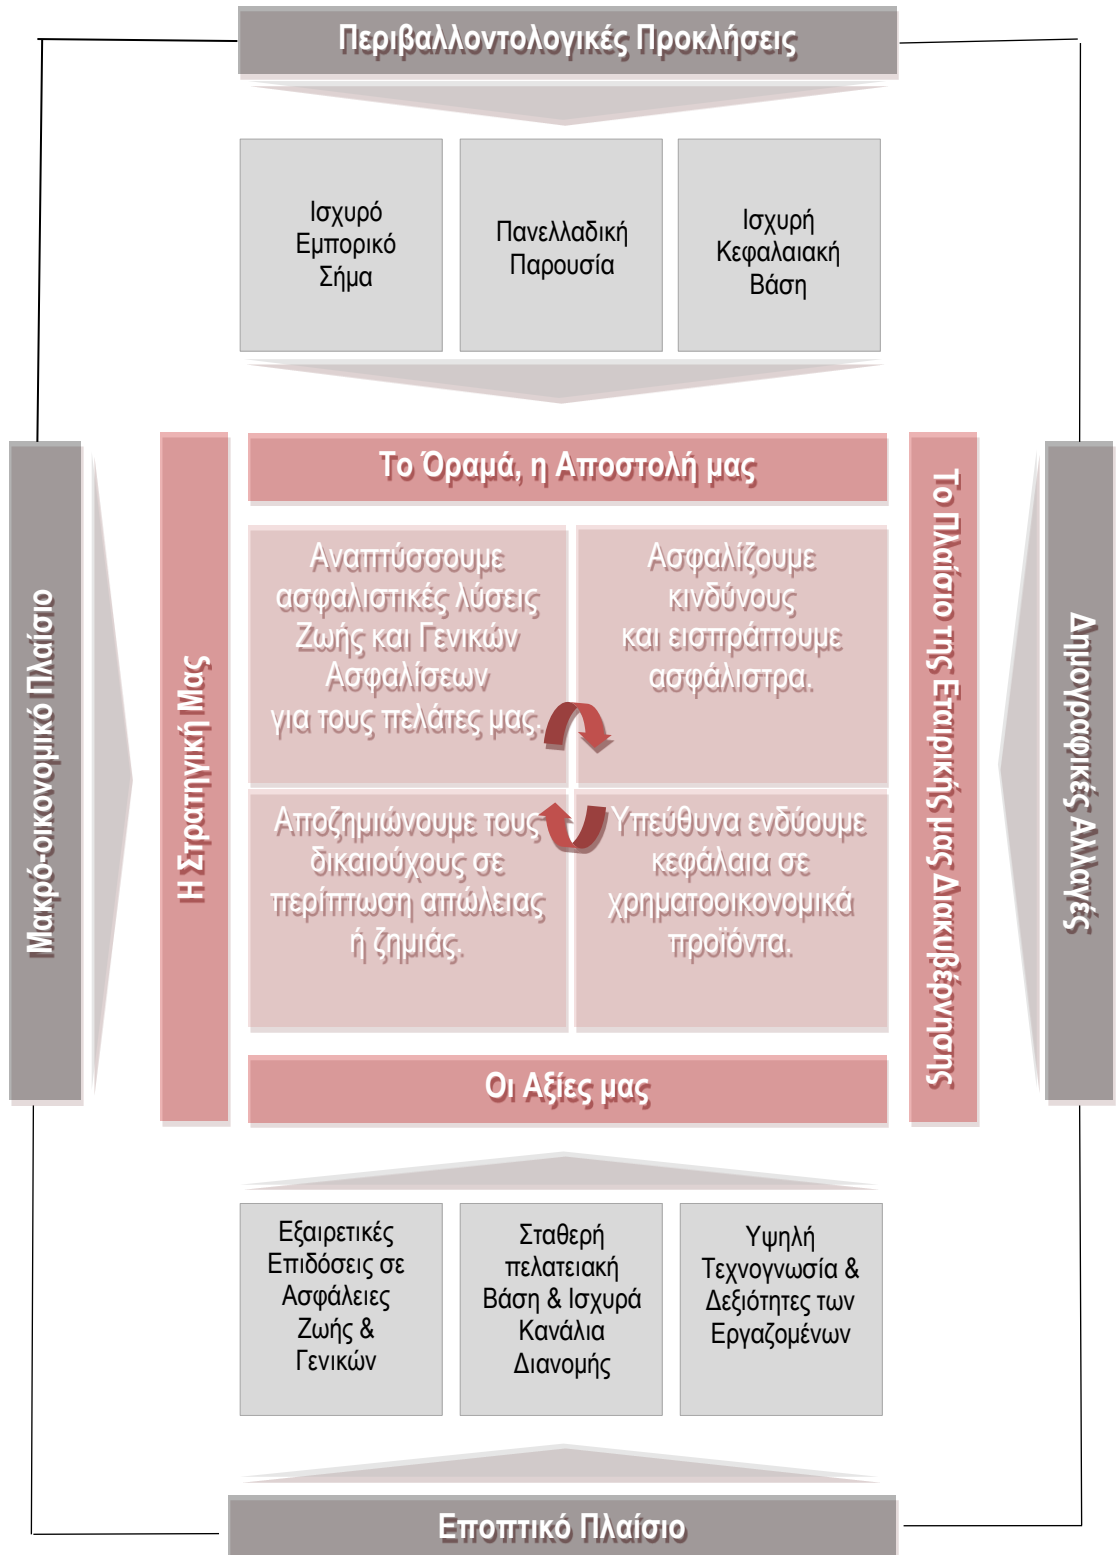 Περιβαλλοντολογικές Προκλήσεις
Ισχυρό
Εμπορικό
Σήμα
Πανελλαδική
Παρουσία
Ισχυρή
Κεφαλαιακή
Βάση
Μακρό-οικονομικό Πλαίσιο
Η Στρατηγική Μας
Το Όραμά, η Αποστολή μας
Αναπτύσσουμε
ασφαλιστικές λύσεις
Ζωής και Γενικών
Ασφαλίσεων
για τους πελάτες μας.
Ασφαλίζουμε
κινδύνους
και εισπράττουμε
ασφάλιστρα.
Αποζημιώνουμε τους
δικαιούχους σε
περίπτωση απώλειας
ή ζημιάς.
Υπεύθυνα ενδύουμε
κεφάλαια σε
χρηματοοικονομικά
προϊόντα.
Οι Αξίες μας
Το Πλαίσιο της Εταιρικής μας Διακυβέρνησης
Δημογραφικές Αλλαγές
Εξαιρετικές
Επιδόσεις σε
Ασφάλειες
Ζωής &
Γενικών
Σταθερή
πελατειακή
Βάση & Ισχυρά
Κανάλια
Διανομής
Υψηλή
Τεχνογνωσία &
Δεξιότητες των
Εργαζομένων
Εποπτικό Πλαίσιο